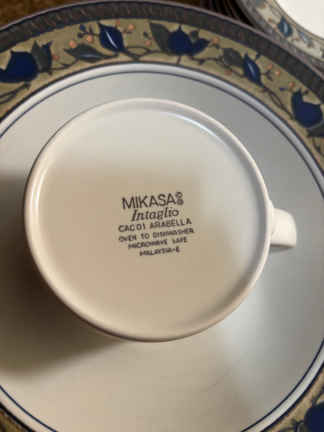 MIKASA®
Intaglio
CAC01 ARABELLA
OVEN TO DISHWASHER
MICROWAVE SAFE
MALAYSIA-E